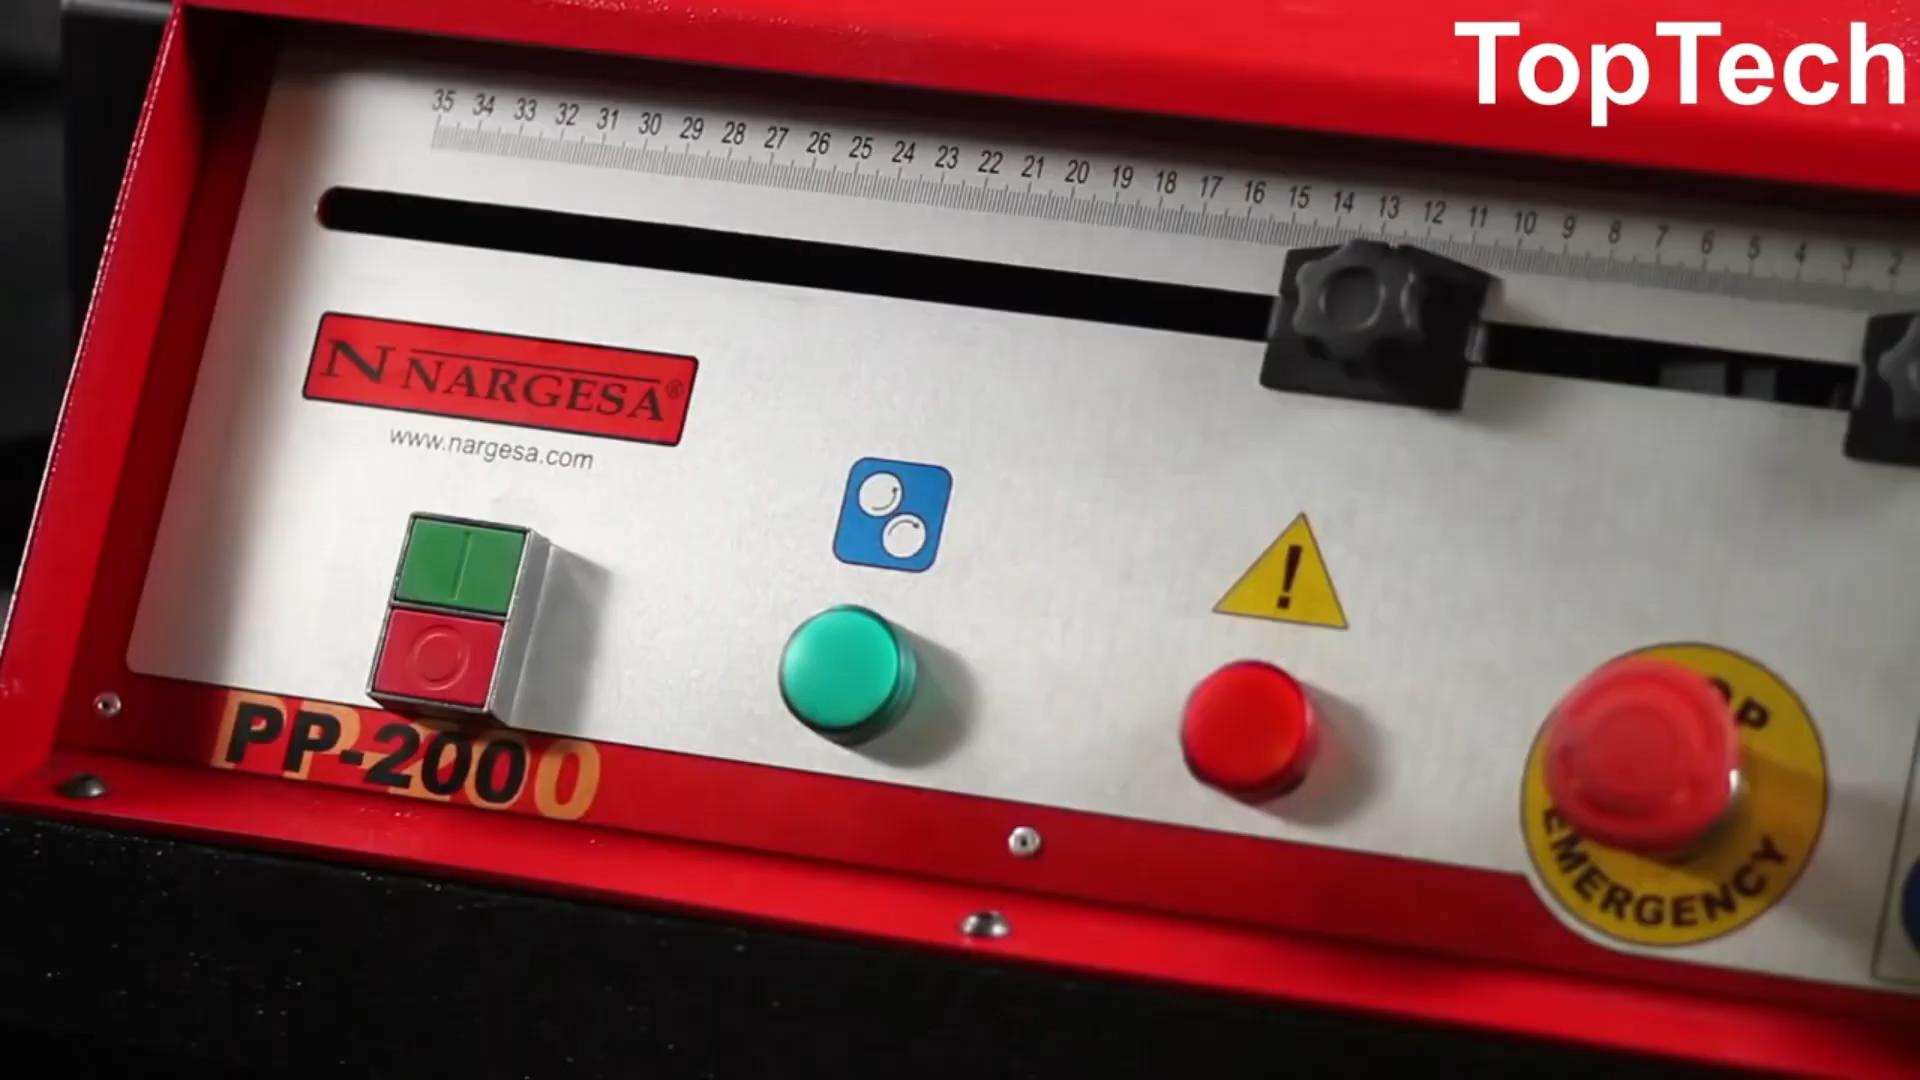 TopTech
35 34 33 32 31 30 29 28 27 26 25 24 23 22 21 20 19 18 17 16 15 14 13 12 11 10 9 8 7 6 5 4 3 2
N NARGESA®
www.nargesa.com
!
PP-200
EMERGENCY